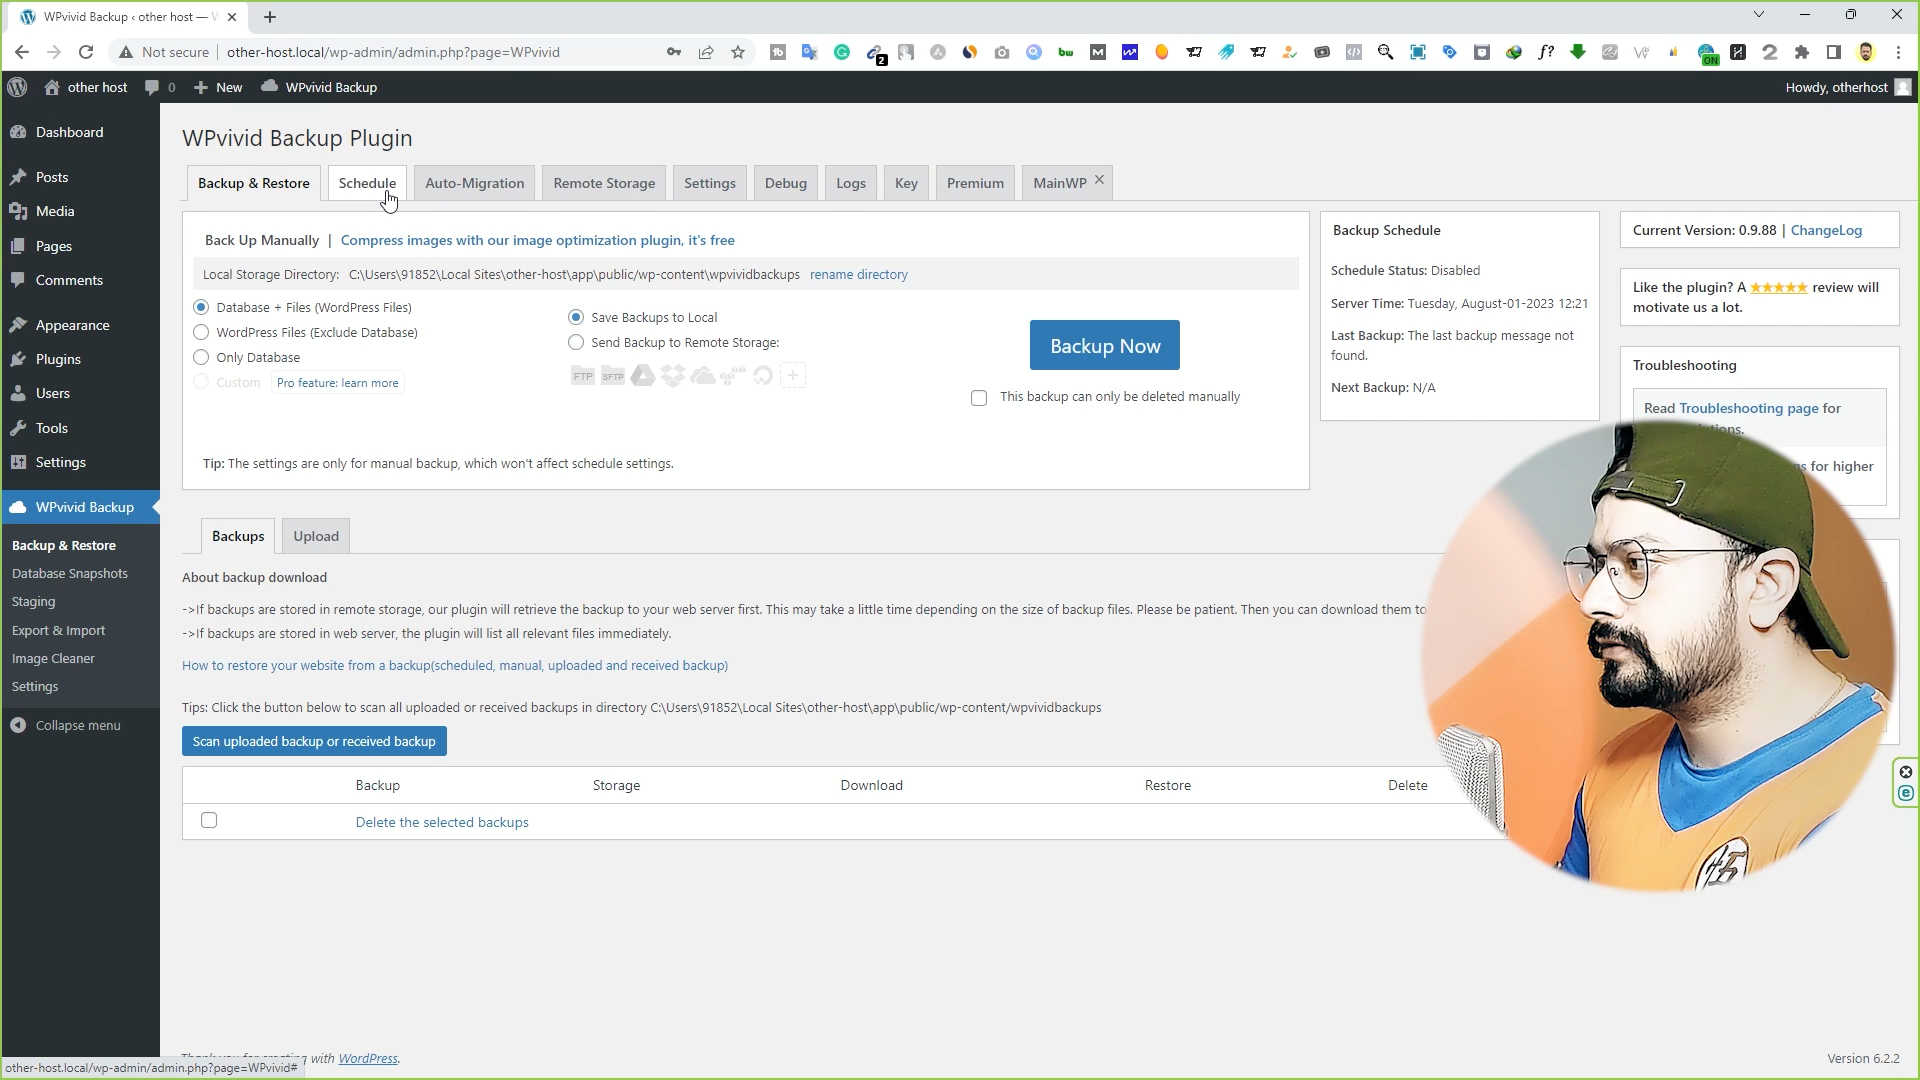 WPvivid Backup ‹ other host — W
Not secure
other-host.local/wp-admin/admin.php?page=WPvivid
2
bw
M
f?
ON
other host
0
New
WPvivid Backup
Howdy, otherhost
Dashboard
Posts
Media
Pages
Comments
Appearance
Plugins
Users
Tools
Settings
WPvivid Backup
Backup & Restore
Database Snapshots
Staging
Export & Import
Image Cleaner
Settings
Collapse menu
WPvivid Backup Plugin
Backup & Restore
Schedule
Auto-Migration
Remote Storage
Settings
Debug
Logs
Key
Premium
MainWP
Back Up Manually | Compress images with our image optimization plugin, it's free
Local Storage Directory: C:\Users\91852\Local Sites\other-host\app\public/wp-content\wpvividbackups rename directory
Database + Files (WordPress Files)
WordPress Files (Exclude Database)
Only Database
Custom Pro feature: learn more
Save Backups to Local
Send Backup to Remote Storage:
FTP
SFTP
Backup Now
This backup can only be deleted manually
Tip: The settings are only for manual backup, which won't affect schedule settings.
Backup Schedule
Schedule Status: Disabled
Server Time: Tuesday, August-01-2023 12:21
Last Backup: The last backup message not
found.
Next Backup: N/A
Current Version: 0.9.88 | ChangeLog
Like the plugin? A ★★★★★ review will
motivate us a lot.
Troubleshooting
Read Troubleshooting page for
for higher
Backups
Upload
About backup download
->If backups are stored in remote storage, our plugin will retrieve the backup to your web server first. This may take a little time depending on the size of backup files. Please be patient. Then you can download them to
->If backups are stored in web server, the plugin will list all relevant files immediately.
How to restore your website from a backup(scheduled, manual, uploaded and received backup)
Tips: Click the button below to scan all uploaded or received backups in directory C:\Users\91852\Local Sites\other-host\app\public/wp-content/wpvividbackups
Scan uploaded backup or received backup
Backup
Storage
Download
Restore
Delete
Delete the selected backups
with WordPress.
Version 6.2.2
other-host.local/wp-admin/admin.php?page=WPvivid#